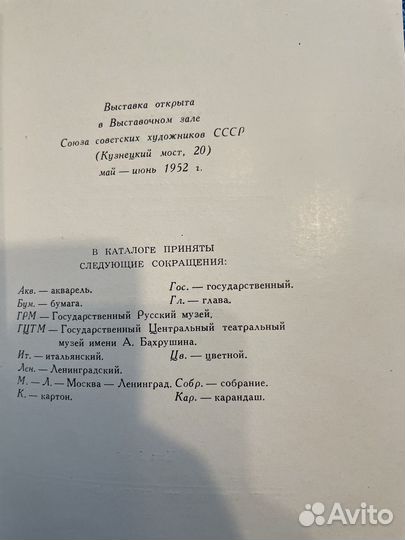 Выставка открыта
в Выставочном зале
Союза советских художников СССР
(Кузнецкий мост, 20)
май — июнь 1952 г.
В КАТАЛОГЕ ПРИНЯТЫ
СЛЕДУЮЩИЕ СОКРАЩЕНИЯ:
Акв. — акварель. Гос. — государственный.
Бум. — бумага. Гл. — глава.
ГРМ — Государственный Русский музей.
ГЦТМ — Государственный Центральный театральный
музей имени А. Бахрушина.
Ит. — итальянский. Цв. — цветной.
Лен. — Ленинградский.
М. — Л. — Москва — Ленинград. Собр. — собрание.
К. — картон. Кар. — карандаш.
Avito